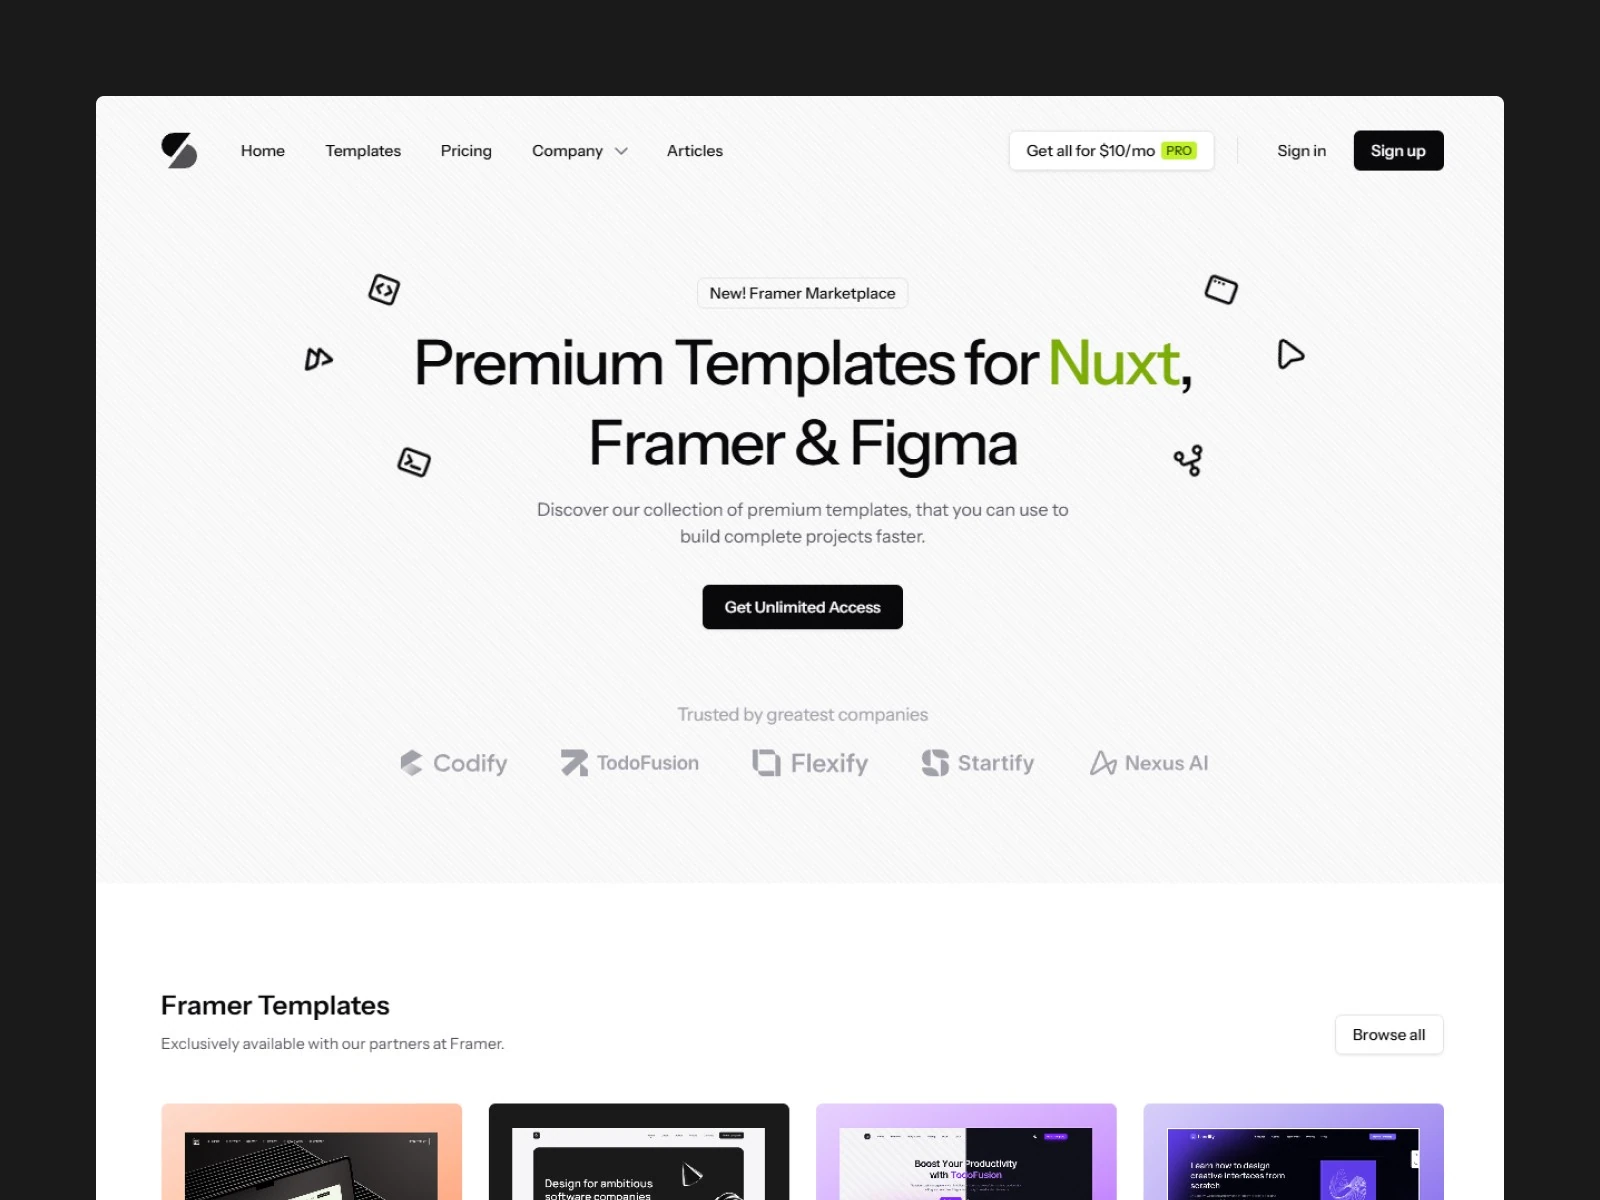 Home
Templates
Pricing
Company
Articles
Get all for $10/mo PRO
Sign in
Sign up
New! Framer Marketplace
Premium Templates for Nuxt,
Framer & Figma
Discover our collection of premium templates, that you can use to
build complete projects faster.
Get Unlimited Access
Trusted by greatest companies
Codify
TodoFusion
Flexify
Startify
Nexus AI
Framer Templates
Exclusively available with our partners at Framer.
Browse all
Design for ambitious
software companies
Boost Your Productivity
with TodoFusion
Learn how to design
creative interfaces from
scratch